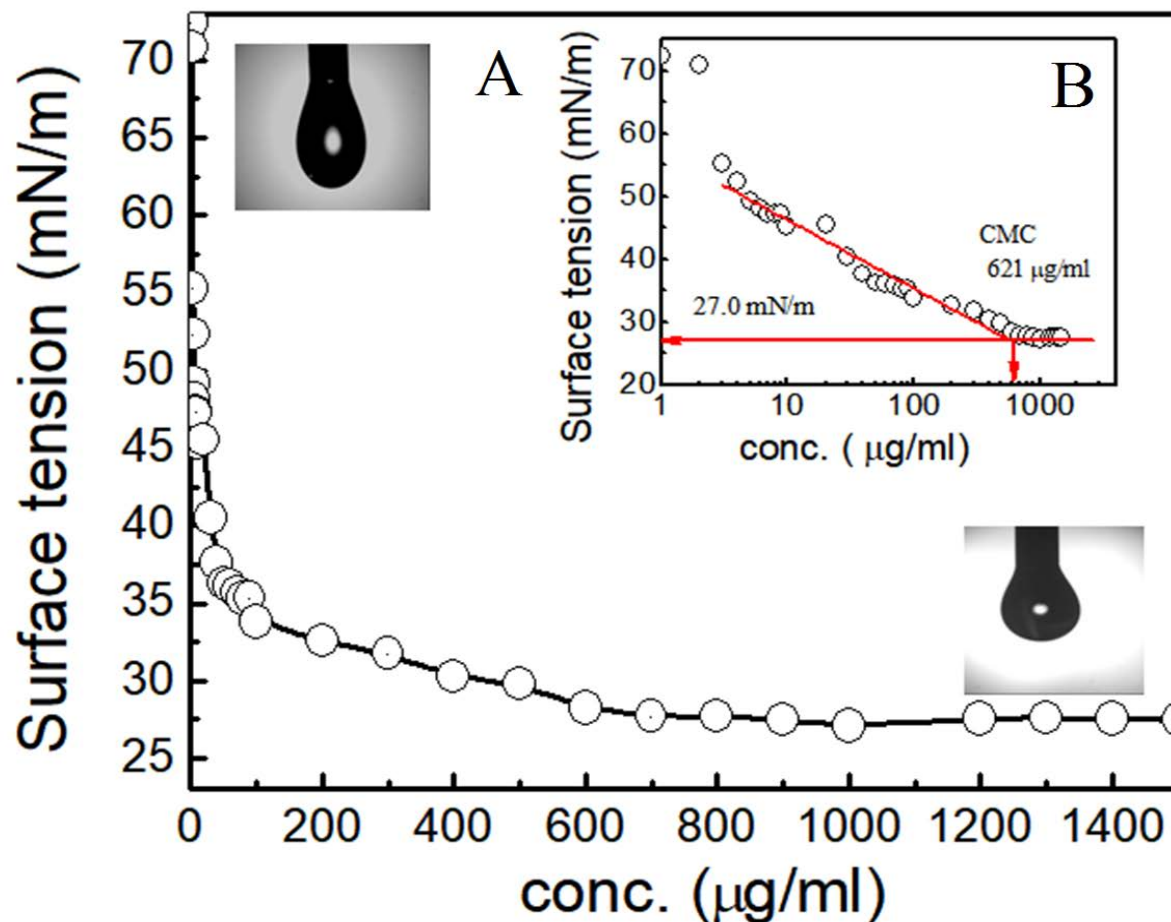 A
B
Surface tension (mN/m)
70
65
60
55
50
45
40
35
30
25
0 200 400 600 800 1000 1200 1400
conc. (μg/ml)
Surface tension (mN/m)
70
60
50
40
30
20
CMC
621 μg/ml
27.0 mN/m
1 10 100 1000
conc. ( μg/ml)